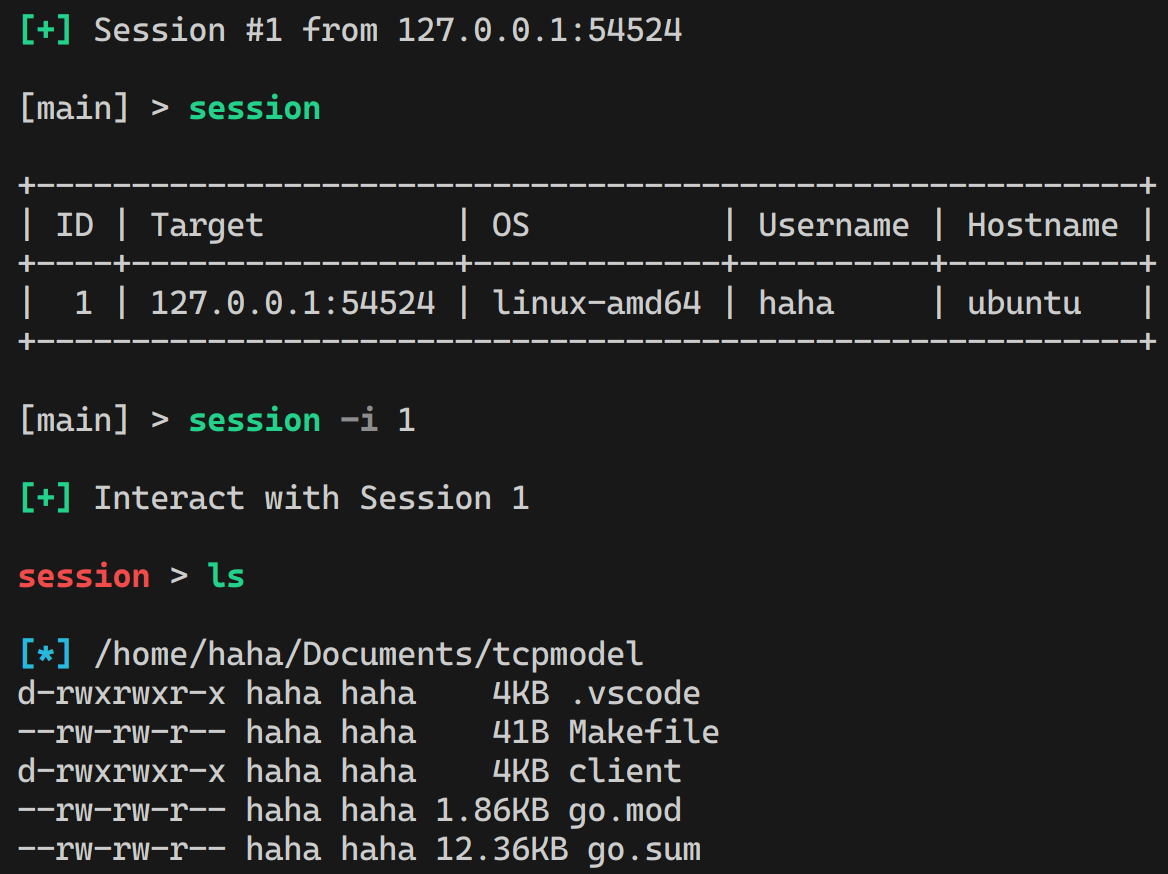 [+] Session #1 from 127.0.0.1:54524
[main] > session
+----------------------------------------------------------+
| ID | Target          | OS          | Username | Hostname |
+----+-----------------+-------------+----------+----------+
|  1 | 127.0.0.1:54524 | linux-amd64 | haha     | ubuntu   |
+----------------------------------------------------------+
[main] > session -i 1
[+] Interact with Session 1
session > ls
[*] /home/haha/Documents/tcpmodel
d-rwxrwxr-x haha haha    4KB .vscode
--rw-rw-r-- haha haha    41B Makefile
d-rwxrwxr-x haha haha    4KB client
--rw-rw-r-- haha haha 1.86KB go.mod
--rw-rw-r-- haha haha 12.36KB go.sum